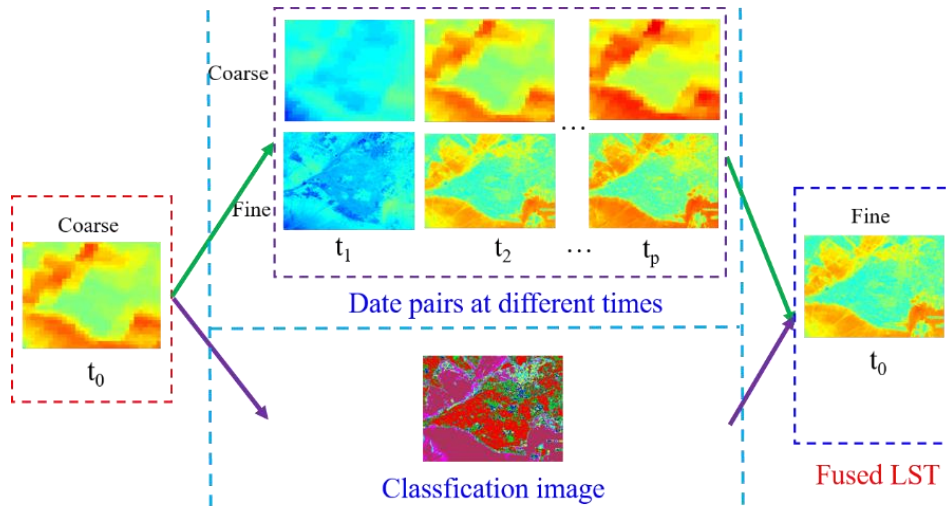 Coarse
Fine
t1
t2
...
tp
...
Date pairs at different times
Coarse
t0
Classfication image
Fine
t0
Fused LST